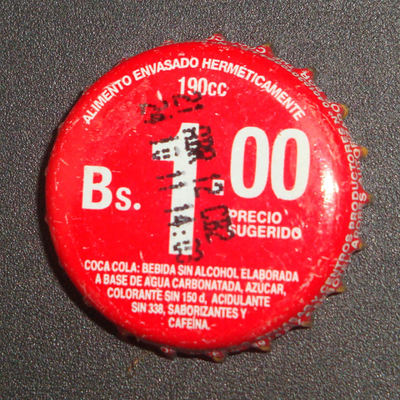 ALIMENTO ENVASADO HERMÉTICAMENTE
190cc
Bs. 1.00
PRECIO
SUGERIDO
COCA COLA: BEBIDA SIN ALCOHOL ELABORADA
A BASE DE AGUA CARBONATADA, AZÚCAR,
COLORANTE SIN 150 d, ACIDULANTE
SIN 338, SABORIZANTES Y
CAFEÍNA.